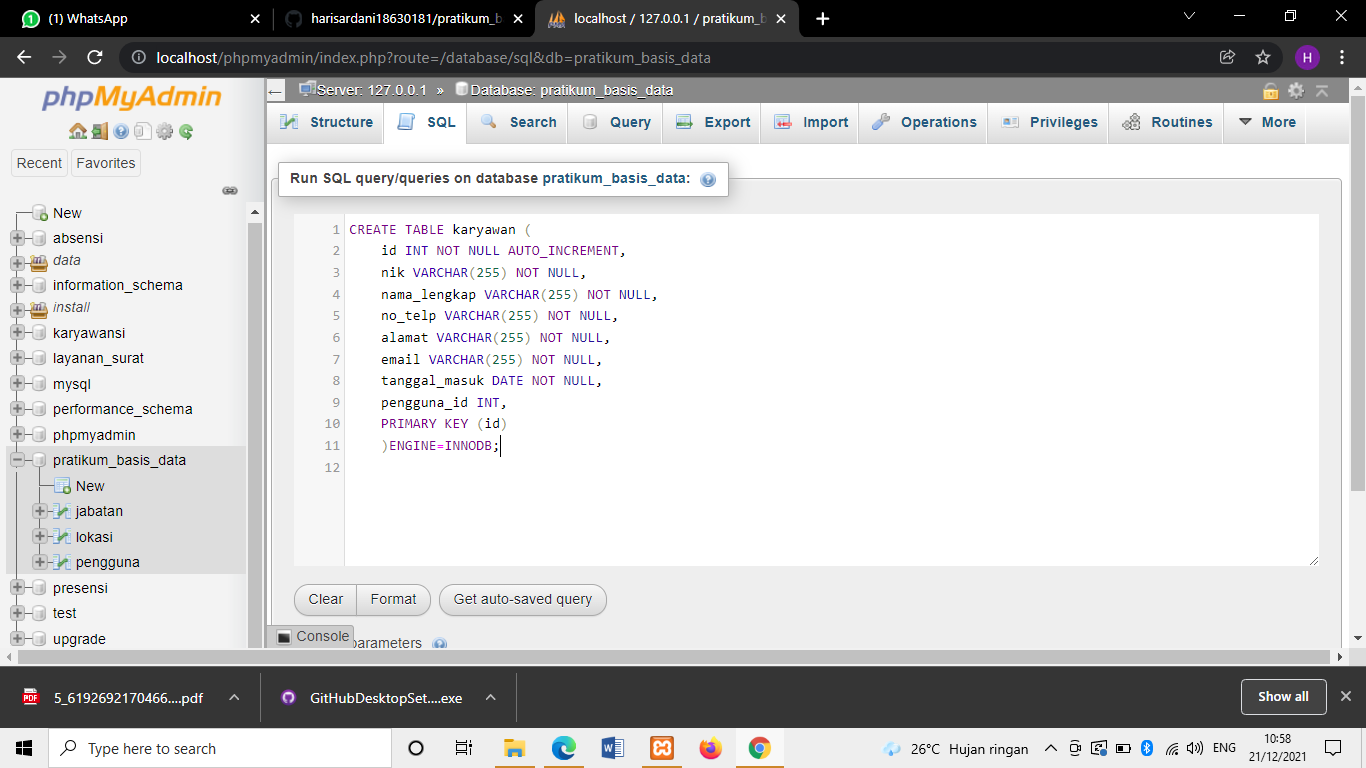 (1) WhatsApp
harisardani18630181/pratikum_b
localhost / 127.0.0.1 / pratikum_b
localhost/phpmyadmin/index.php?route=/database/sql&db=pratikum_basis_data
H
phpMyAdmin
Recent
Favorites
New
absensi
data
information_schema
install
karyawansi
layanan_surat
mysql
performance_schema
phpmyadmin
pratikum_basis_data
New
jabatan
lokasi
pengguna
presensi
test
upgrade
Server: 127.0.0.1 » Database: pratikum_basis_data
Structure
SQL
Search
Query
Export
Import
Operations
Privileges
Routines
More
Run SQL query/queries on database pratikum_basis_data:
1 CREATE TABLE karyawan (
2 id INT NOT NULL AUTO_INCREMENT,
3 nik VARCHAR(255) NOT NULL,
4 nama_lengkap VARCHAR(255) NOT NULL,
5 no_telp VARCHAR(255) NOT NULL,
6 alamat VARCHAR(255) NOT NULL,
7 email VARCHAR(255) NOT NULL,
8 tanggal_masuk DATE NOT NULL,
9 pengguna_id INT,
10 PRIMARY KEY (id)
11 )ENGINE=INNODB;
12
Clear
Format
Get auto-saved query
Console
parameters
PDF
5_6192692170466....pdf
GitHubDesktopSet....exe
Show all
Type here to search
26°C Hujan ringan
ENG
10:58
21/12/2021